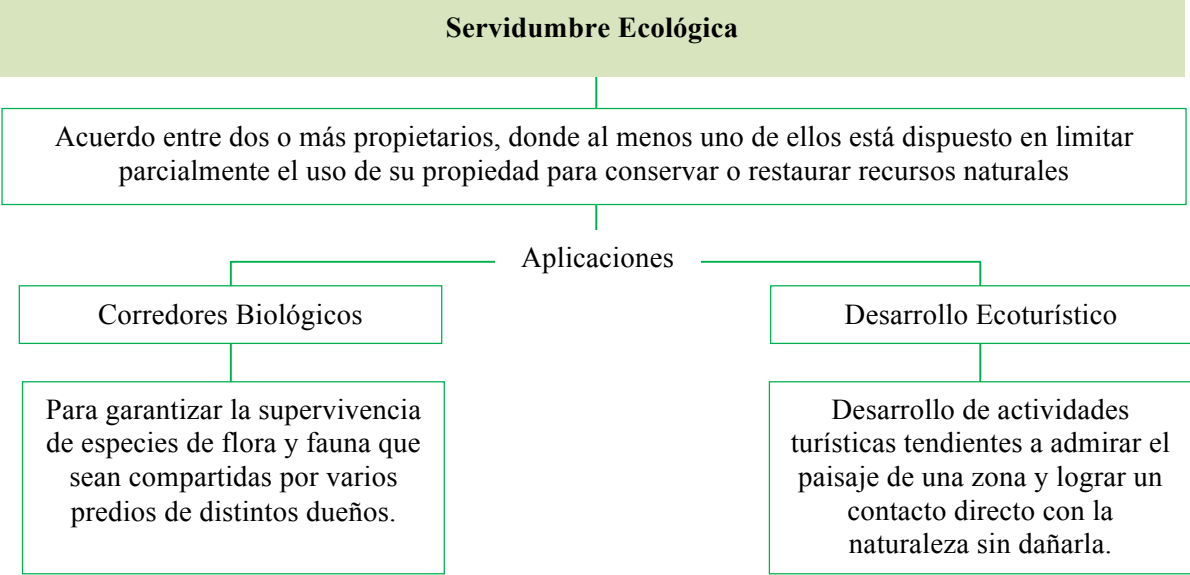 Servidumbre Ecológica
Acuerdo entre dos o más propietarios, donde al menos uno de ellos está dispuesto en limitar
parcialmente el uso de su propiedad para conservar o restaurar recursos naturales
Aplicaciones
Corredores Biológicos
Para garantizar la supervivencia
de especies de flora y fauna que
sean compartidas por varios
predios de distintos dueños.
Desarrollo Ecoturístico
Desarrollo de actividades
turísticas tendientes a admirar el
paisaje de una zona y lograr un
contacto directo con la
naturaleza sin dañarla.